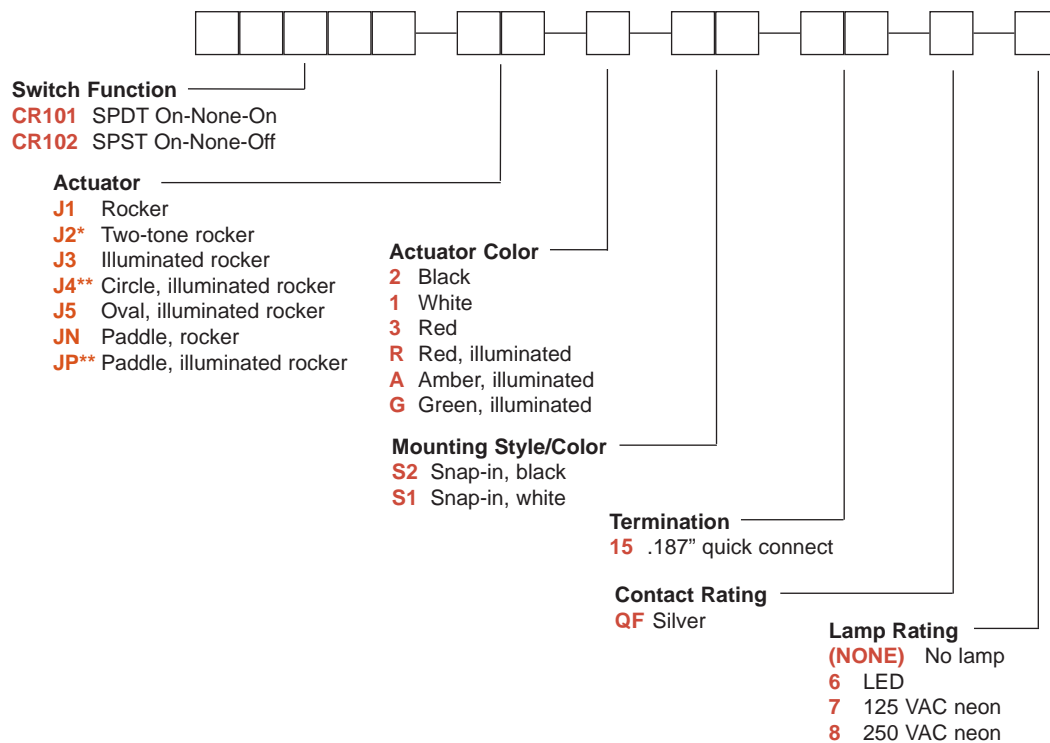 Switch Function
CR101 SPDT On-None-On
CR102 SPST On-None-Off
Actuator
J1 Rocker
J2* Two-tone rocker
J3 Illuminated rocker
J4** Circle, illuminated rocker
J5 Oval, illuminated rocker
JN Paddle, rocker
JP** Paddle, illuminated rocker
Actuator Color
2 Black
1 White
3 Red
R Red, illuminated
A Amber, illuminated
G Green, illuminated
Mounting Style/Color
S2 Snap-in, black
S1 Snap-in, white
Termination
15 .187” quick connect
Contact Rating
QF Silver
Lamp Rating
(NONE) No lamp
6 LED
7 125 VAC neon
8 250 VAC neon